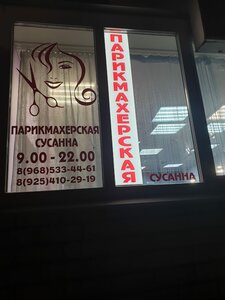 ПАРИКМАХЕРСКАЯ
СУСАННА
9.00 - 22.00
8(968)533-44-61
8(925)410-29-19
ПАРИКМАХЕРСКАЯ
СУСАННА